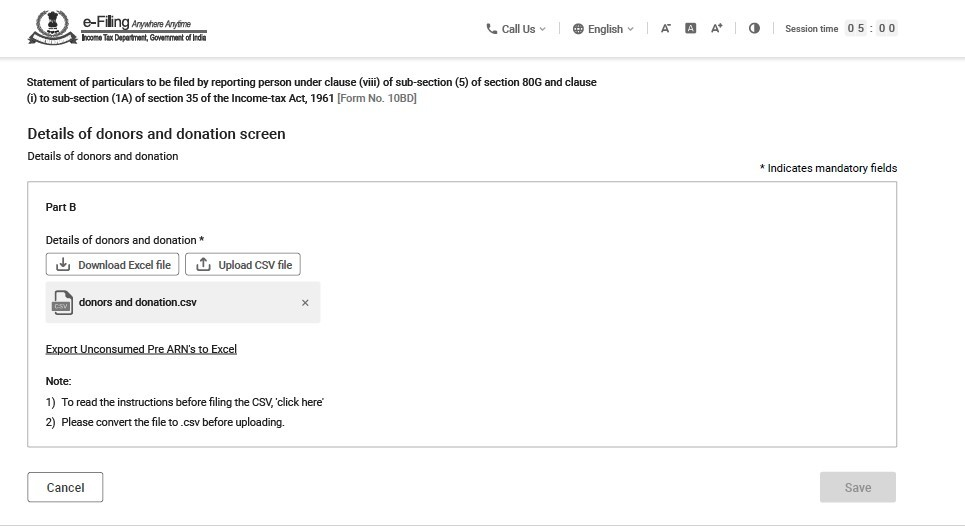 e-Filing Anywhere Anytime
Income Tax Department, Government of India
Call Us
English
A-
A
A+
Session time 0 5 : 0 0
Statement of particulars to be filed by reporting person under clause (viii) of sub-section (5) of section 80G and clause
(i) to sub-section (1A) of section 35 of the Income-tax Act, 1961 [Form No. 10BD]
Details of donors and donation screen
Details of donors and donation
* Indicates mandatory fields
Part B
Details of donors and donation *
Download Excel file
Upload CSV file
CSV
donors and donation.csv
×
Export Unconsumed Pre ARN's to Excel
Note:
1) To read the instructions before filing the CSV, 'click here'
2) Please convert the file to .csv before uploading.
Cancel
Save